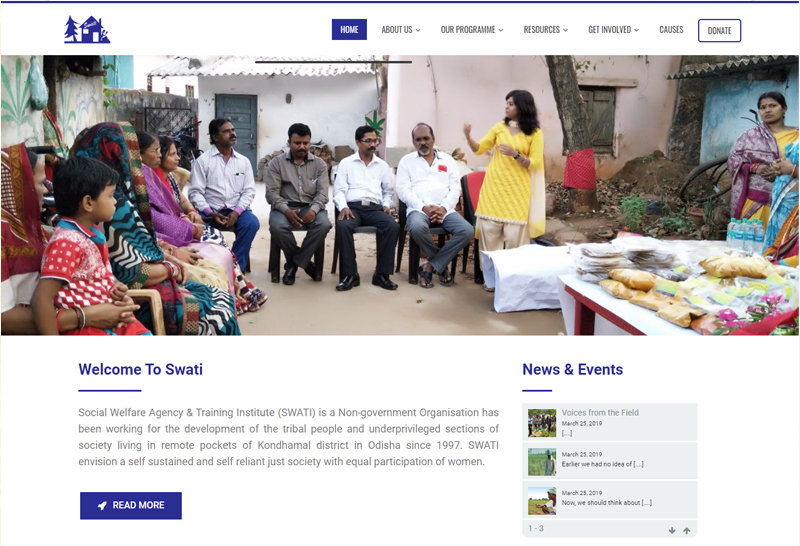 HOME
ABOUT US
OUR PROGRAMME
RESOURCES
GET INVOLVED
CAUSES
DONATE
Welcome To Swati
Social Welfare Agency & Training Institute (SWATI) is a Non-government Organisation has
been working for the development of the tribal people and underprivileged sections of
society living in remote pockets of Kondhamal district in Odisha since 1997. SWATI
envision a self sustained and self reliant just society with equal participation of women.
READ MORE
News & Events
Voices from the Field
March 25, 2019
[....]
March 25, 2019
Earlier we had no idea of [....]
March 25, 2019
Now, we should think about [....]
1 - 3